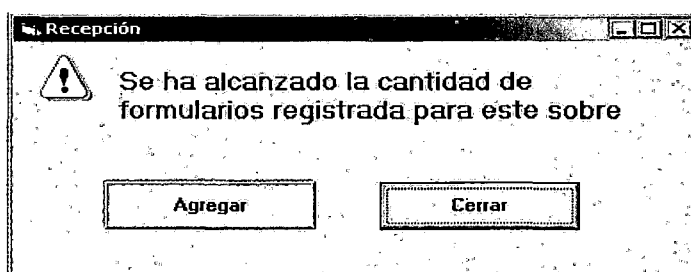 Recepción
Se ha alcanzado la cantidad de
formularios registrada para este sobre
Agregar
Cerrar